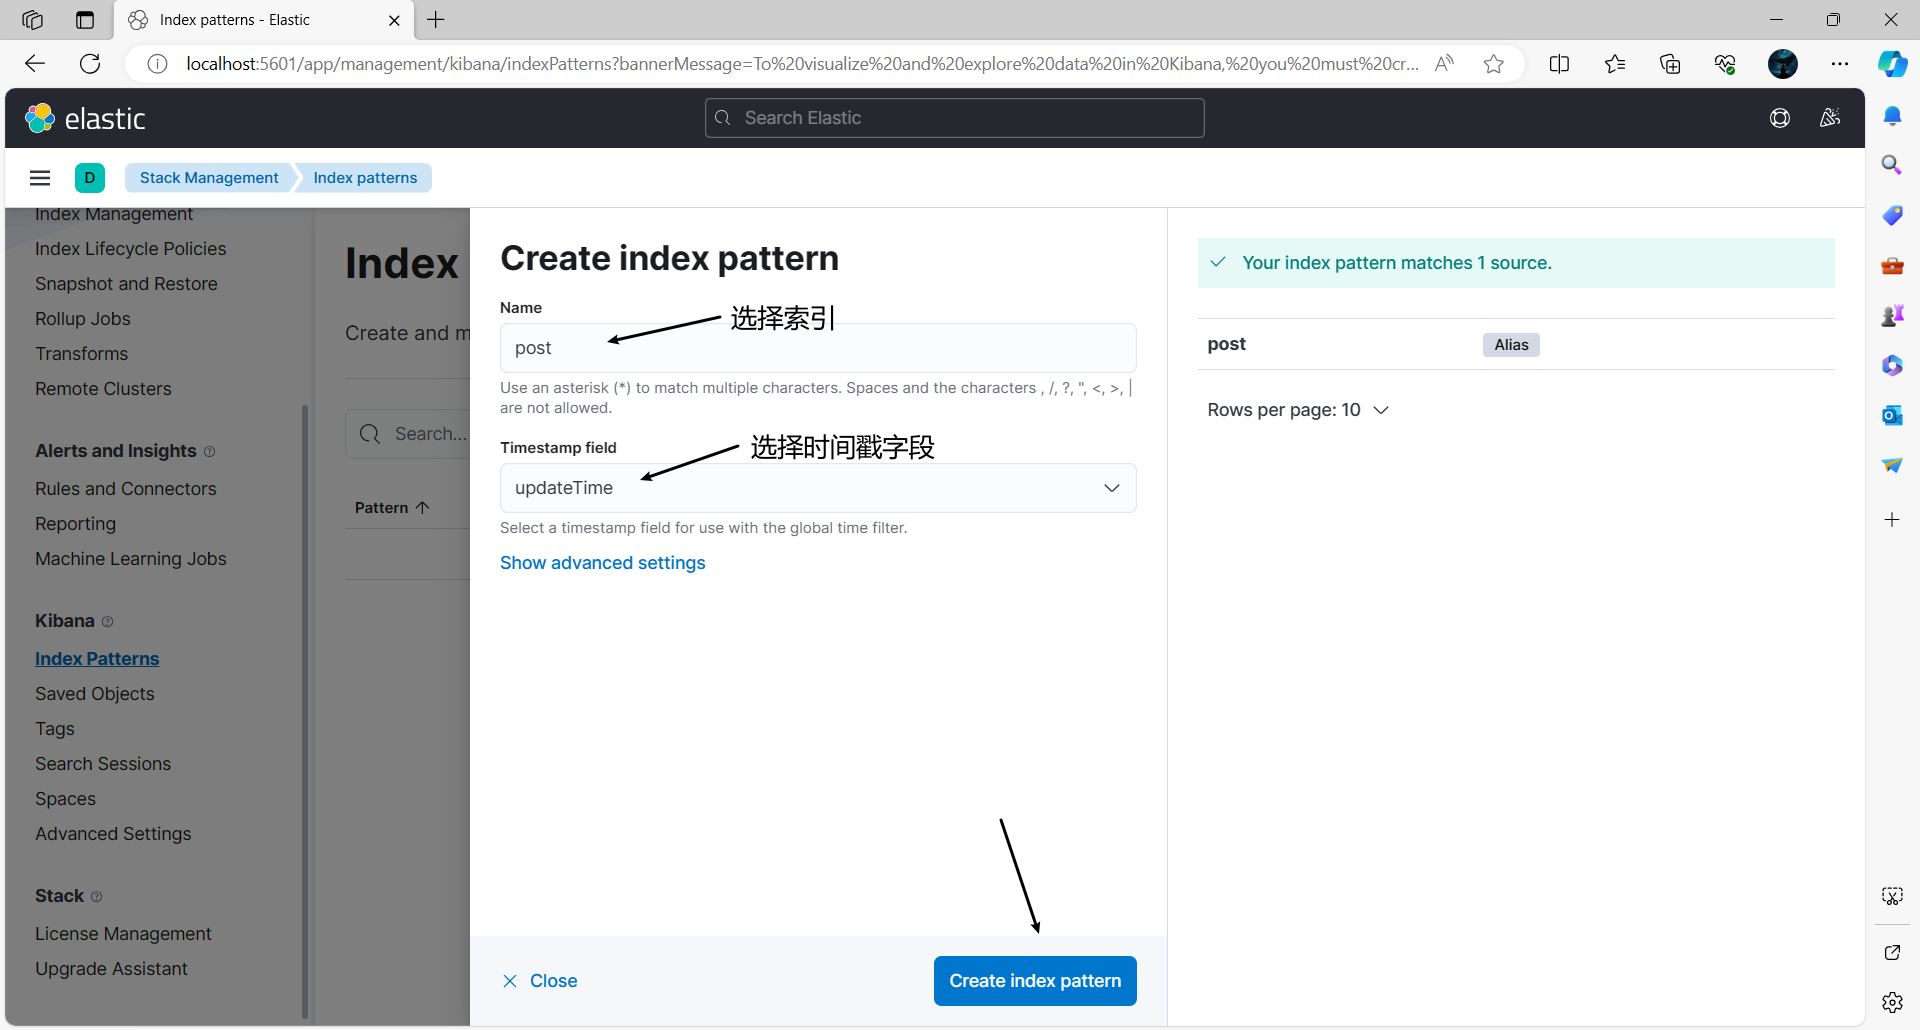 Index patterns - Elastic
localhost:5601/app/management/kibana/indexPatterns?bannerMessage=To%20visualize%20and%20explore%20data%20in%20Kibana,%20you%20must%20cr...
elastic
Search Elastic
D
Stack Management
Index patterns
Index Management
Index Lifecycle Policies
Snapshot and Restore
Rollup Jobs
Transforms
Remote Clusters
Alerts and Insights
Rules and Connectors
Reporting
Machine Learning Jobs
Kibana
Index Patterns
Saved Objects
Tags
Search Sessions
Spaces
Advanced Settings
Stack
License Management
Upgrade Assistant
Index
Create and m
Search...
Pattern
Create index pattern
Name
选择索引
post
Use an asterisk (*) to match multiple characters. Spaces and the characters , /, ?, ", <, >, |
are not allowed.
Timestamp field
选择时间戳字段
updateTime
Select a timestamp field for use with the global time filter.
Show advanced settings
Close
Create index pattern
Your index pattern matches 1 source.
post
Alias
Rows per page: 10